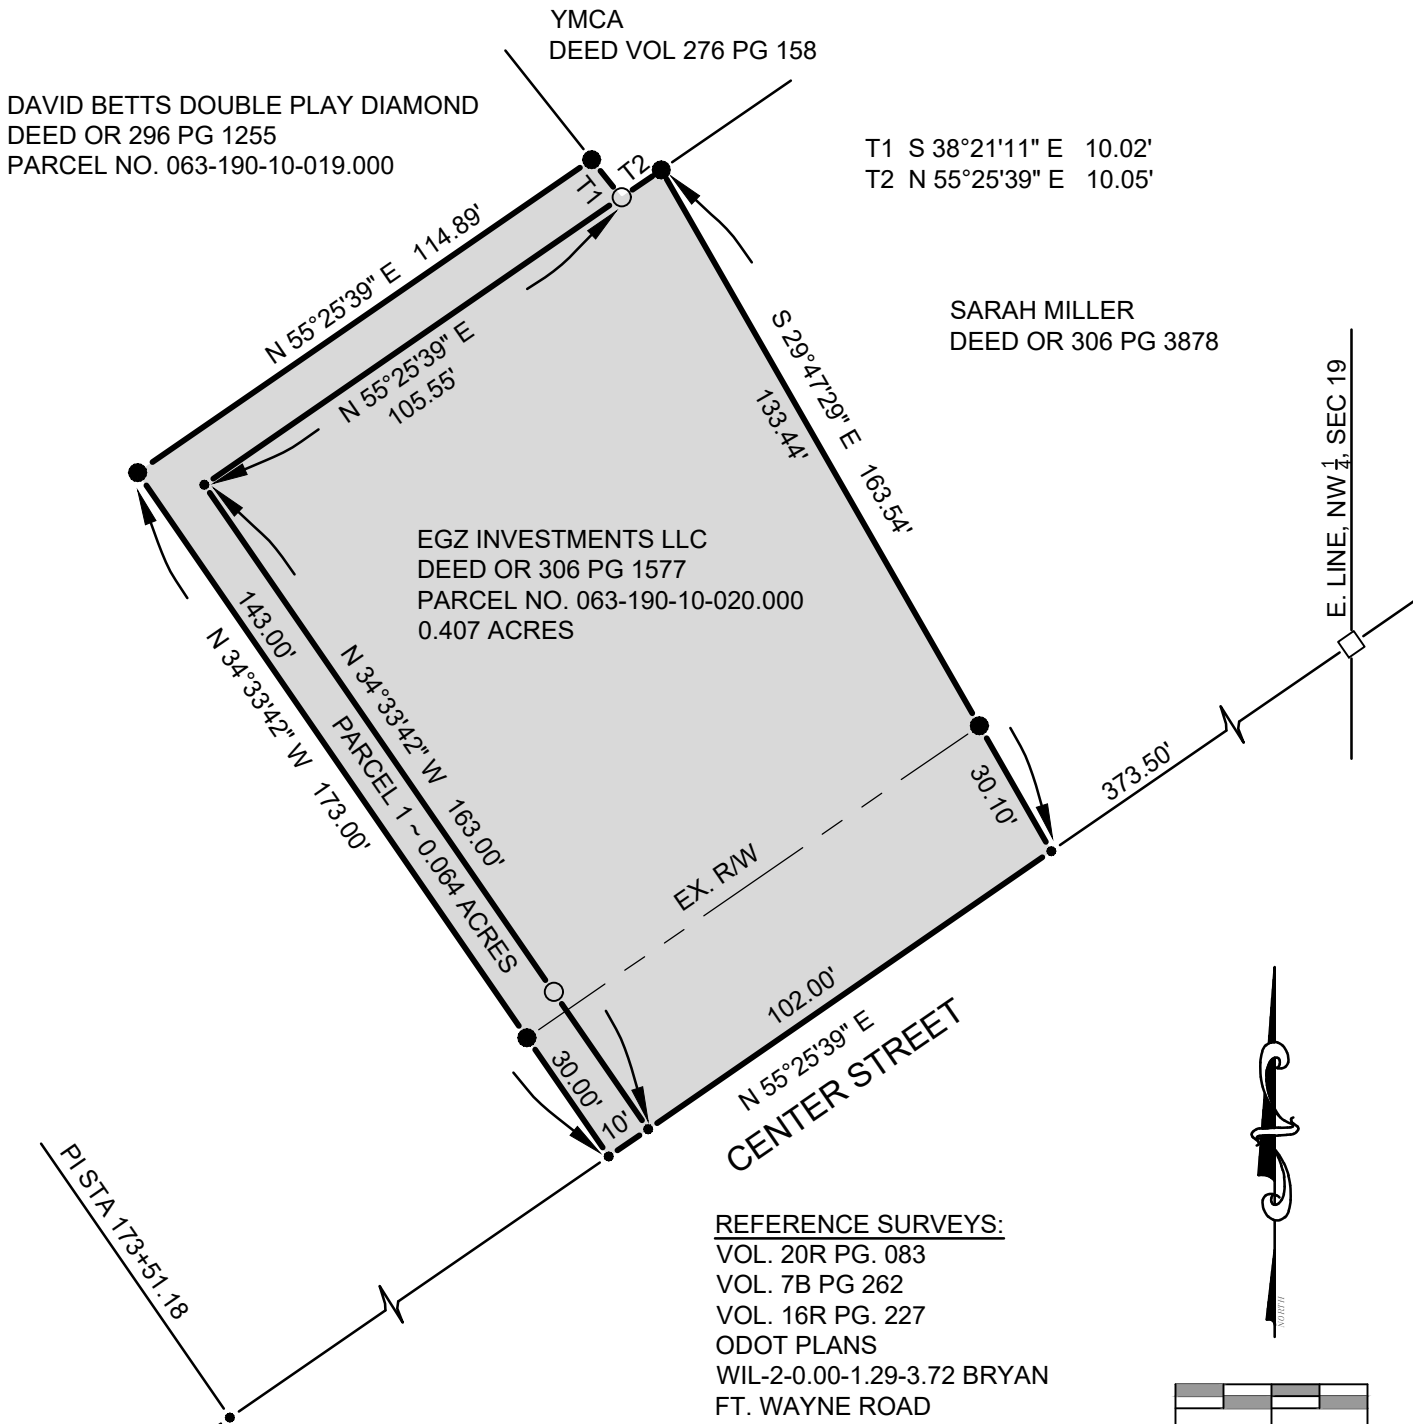 YMCA
DEED VOL 276 PG 158
DAVID BETTS DOUBLE PLAY DIAMOND
DEED OR 296 PG 1255
PARCEL NO. 063-190-10-019.000
T1 S 38°21'11" E 10.02'
T2 N 55°25'39" E 10.05'
T1
T2
N 55°25'39" E 114.89'
N 55°25'39" E
105.55'
S 29°47'29" E 163.54'
133.44'
SARAH MILLER
DEED OR 306 PG 3878
E. LINE, NW 1/4, SEC 19
EGZ INVESTMENTS LLC
DEED OR 306 PG 1577
PARCEL NO. 063-190-10-020.000
0.407 ACRES
143.00'
N 34°33'42" W 173.00'
N 34°33'42" W 163.00'
PARCEL 1 ~ 0.064 ACRES
30.10'
373.50'
EX. R/W
102.00'
N 55°25'39" E
CENTER STREET
30.00'
10'
PI STA 173+51.18
REFERENCE SURVEYS:
VOL. 20R PG. 083
VOL. 7B PG 262
VOL. 16R PG. 227
ODOT PLANS
WIL-2-0.00-1.29-3.72 BRYAN
FT. WAYNE ROAD
NORTH